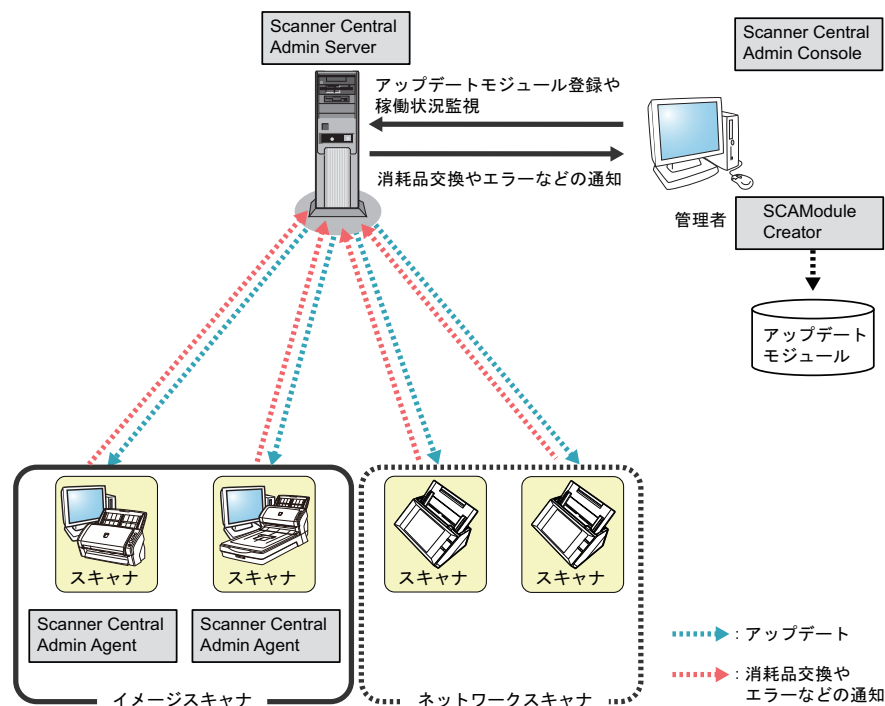 Scanner Central
Admin Server
Scanner Central
Admin Console
アップデートモジュール登録や
稼働状況監視
消耗品交換やエラーなどの通知
管理者
SCAModule
Creator
アップデート
モジュール
スキャナ
スキャナ
スキャナ
スキャナ
Scanner Central
Admin Agent
Scanner Central
Admin Agent
イメージスキャナ
ネットワークスキャナ
: アップデート
: 消耗品交換や
エラーなどの通知